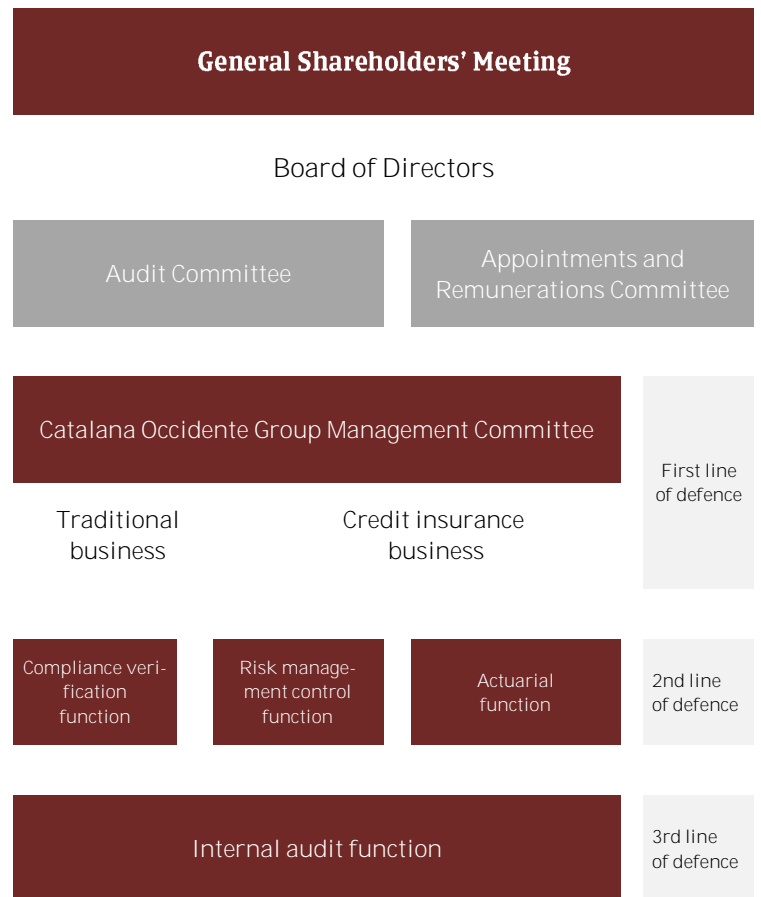 General Shareholders’ Meeting
Board of Directors
Audit Committee
Appointments and
Remunerations Committee
Catalana Occidente Group Management Committee
First line
of defence
Traditional
business
Credit insurance
business
Compliance veri-
fication
function
Risk manage-
ment control
function
Actuarial
function
2nd line
of defence
Internal audit function
3rd line
of defence